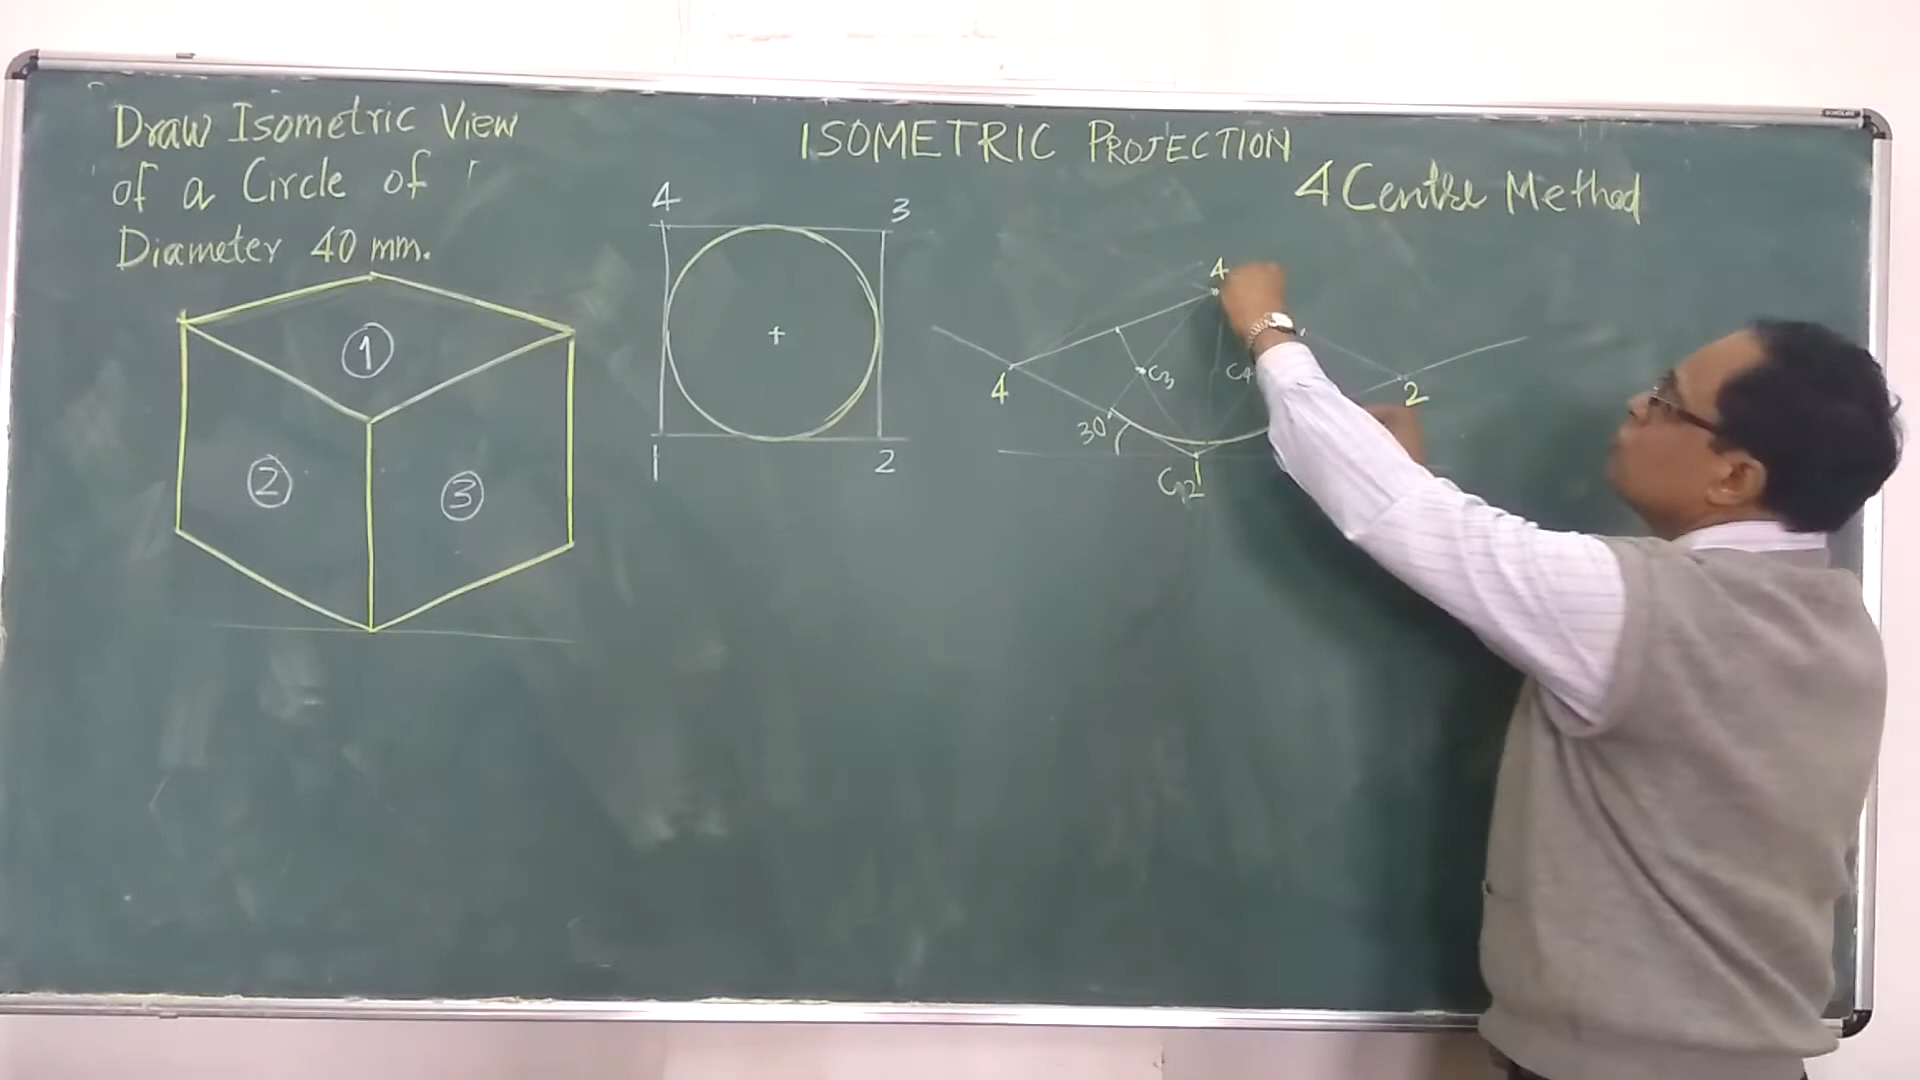 Draw Isometric View
of a Circle of
Diameter 40 mm.
ISOMETRIC PROJECTION
4 Centre Method
4
3
1
2
+
1
2
3
4
4
C3
C4
2
30
1